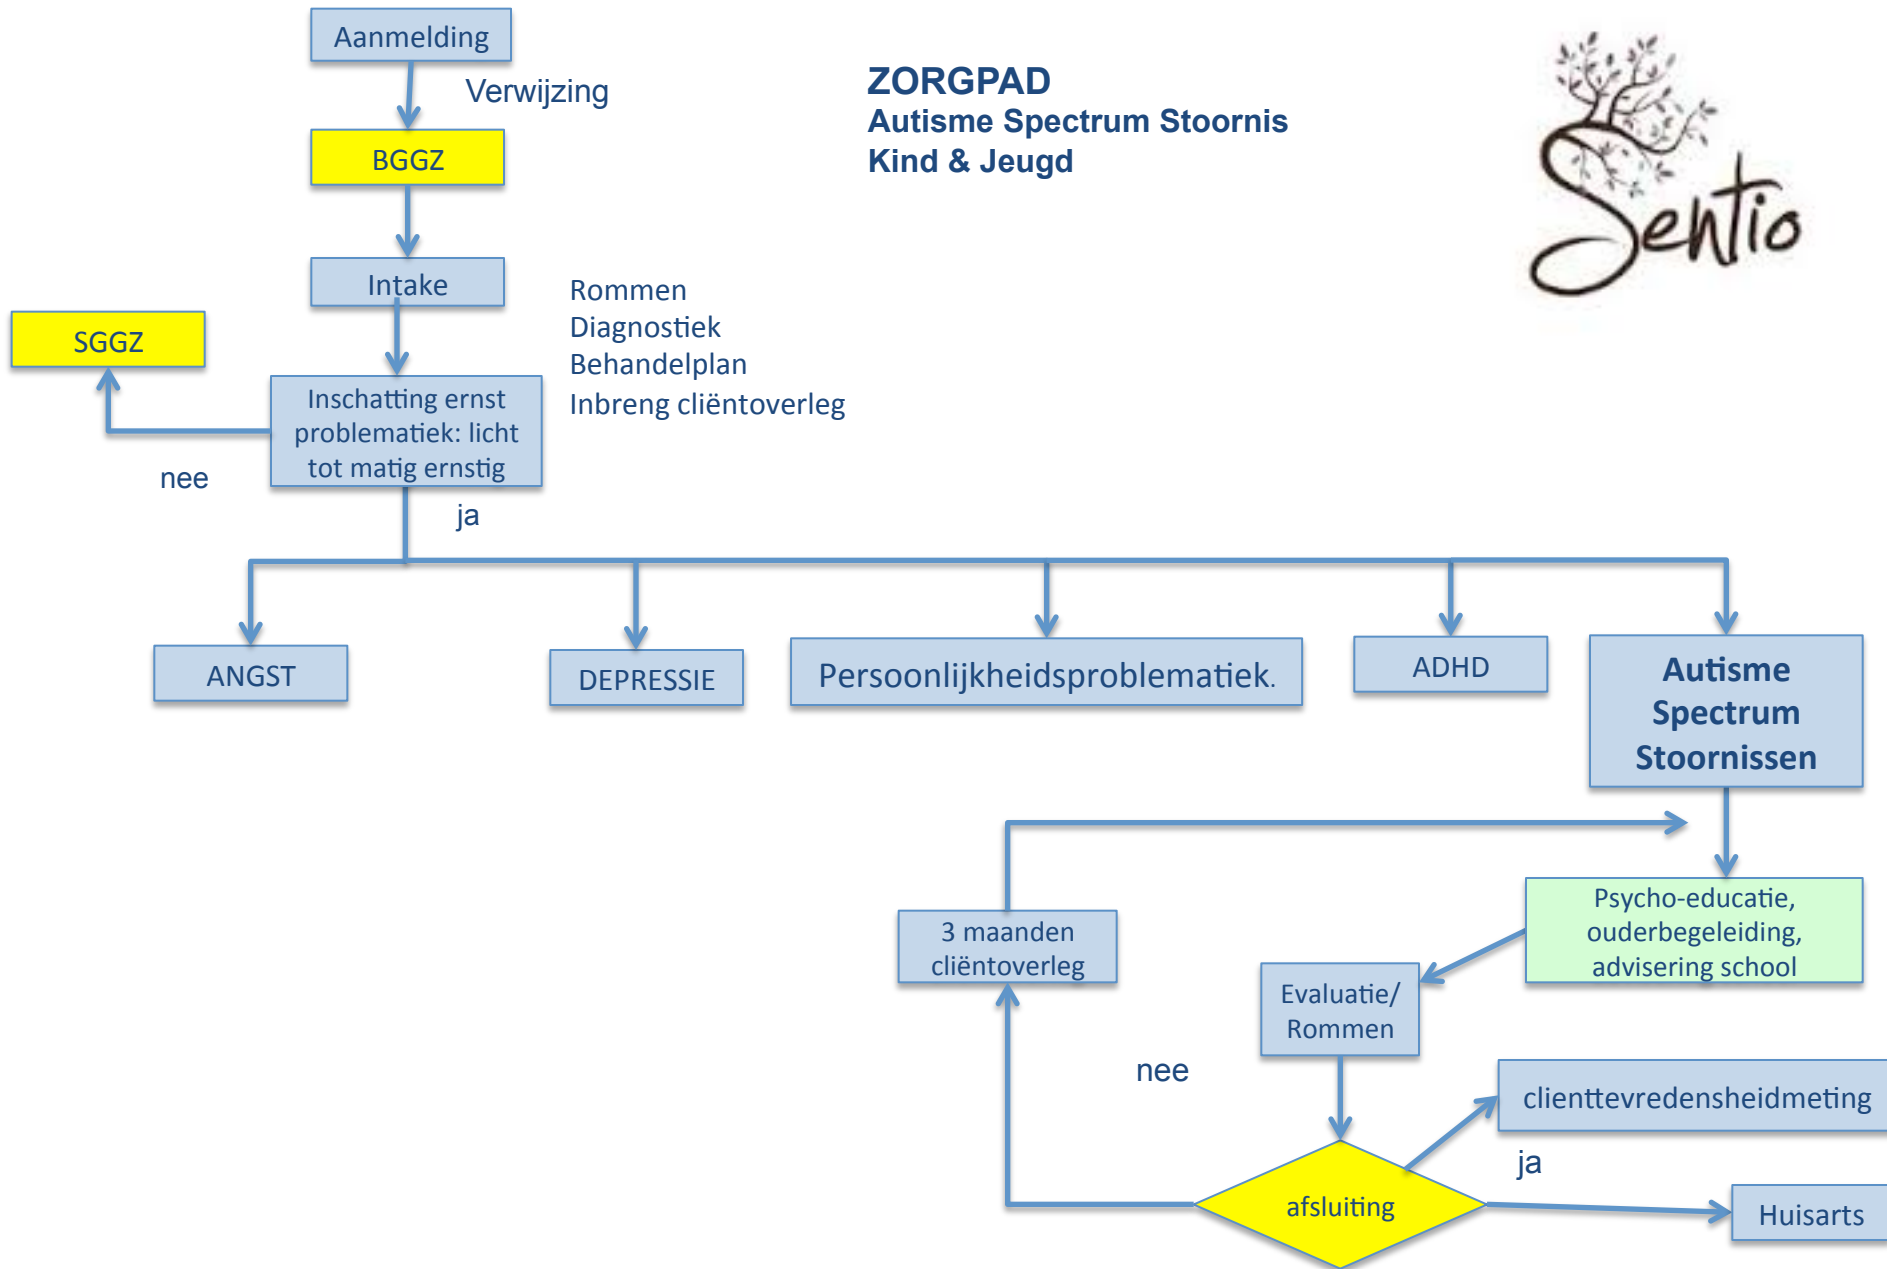 Aanmelding
Verwijzing
ZORGPAD
Autisme Spectrum Stoornis
Kind & Jeugd
Sentio
BGGZ
Intake
Rommen
Diagnostiek
Behandelplan
Inbreng cliëntoverleg
SGGZ
Inschatting ernst
problematiek: licht
tot matig ernstig
nee
ja
ANGST
DEPRESSIE
Persoonlijkheidsproblematiek.
ADHD
Autisme
Spectrum
Stoornissen
Psycho-educatie,
ouderbegeleiding,
advisering school
3 maanden
cliëntoverleg
Evaluatie/
Rommen
nee
clienttevredensheidmeting
ja
afsluiting
Huisarts